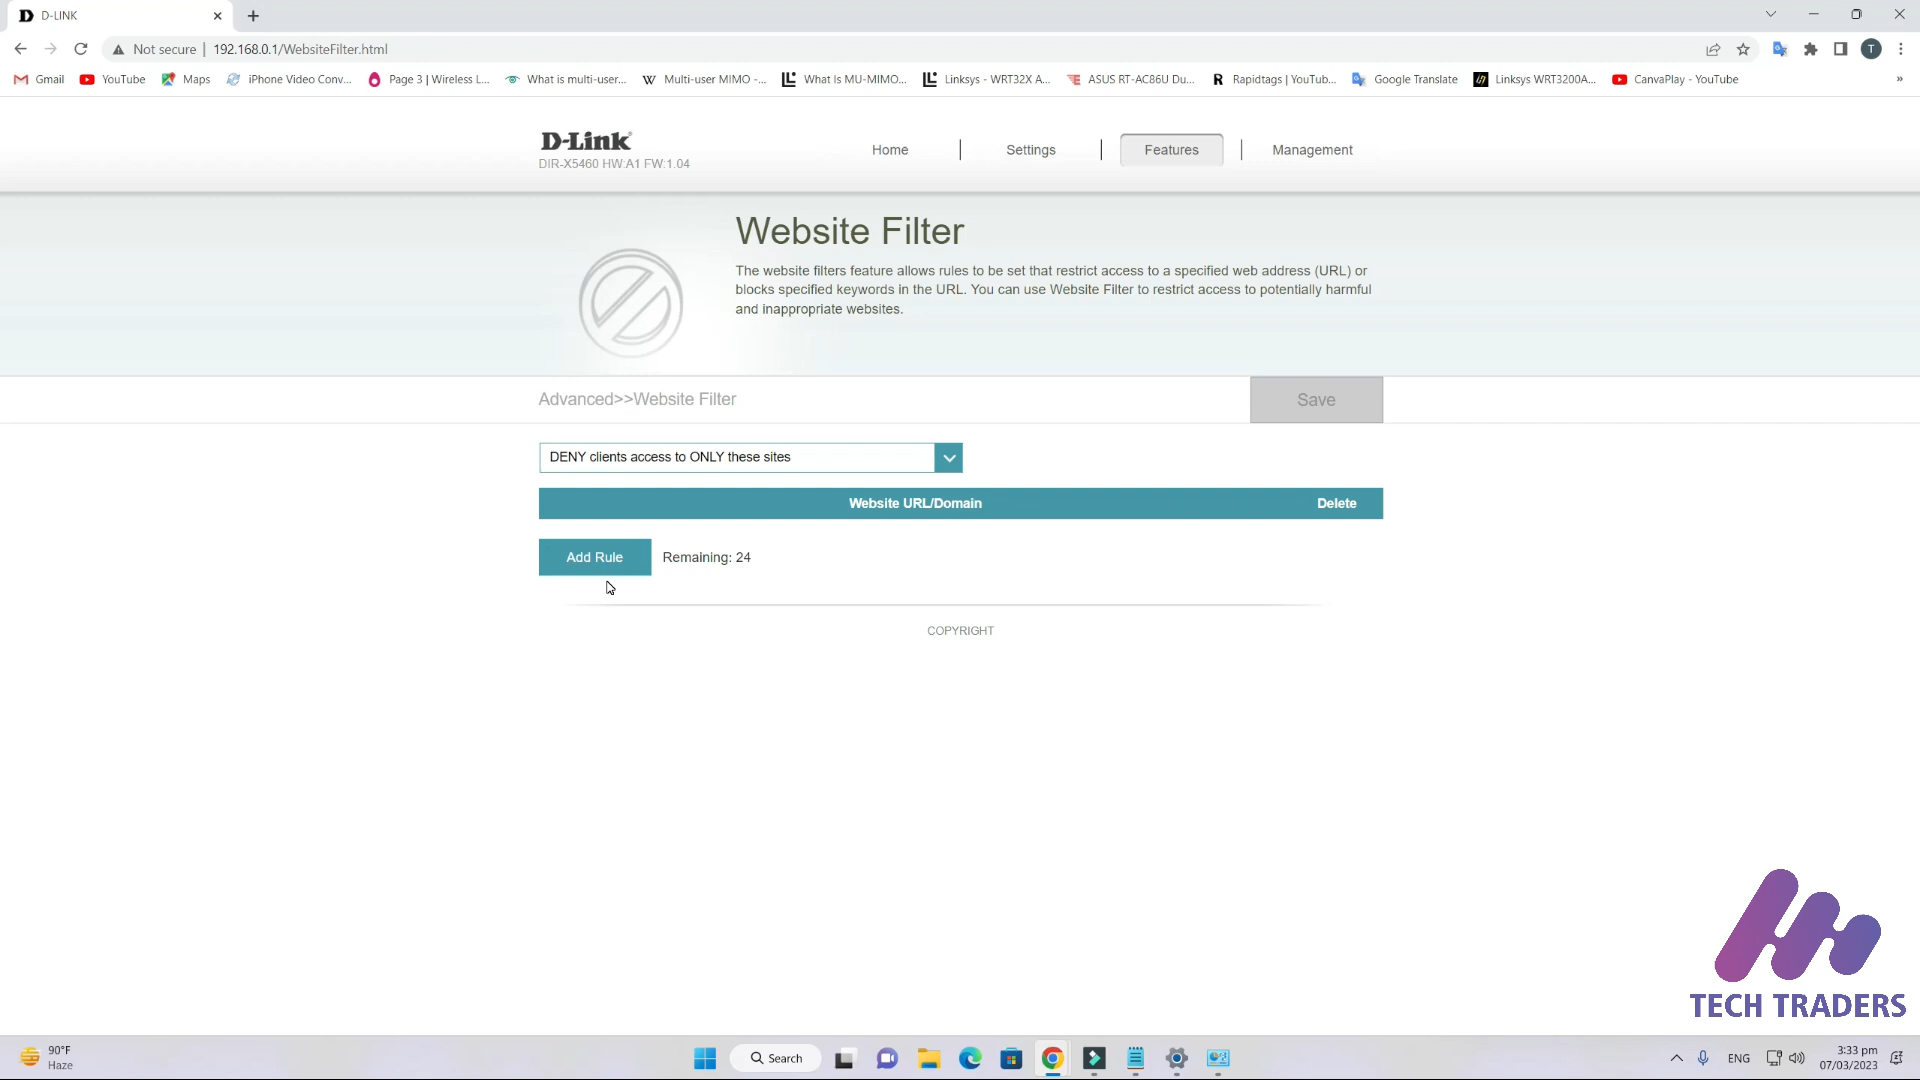 D-LINK
Not secure
192.168.0.1/WebsiteFilter.html
T
Gmail
YouTube
Maps
iPhone Video Conv...
Page 3 | Wireless L...
What is multi-user...
W
Multi-user MIMO -...
What Is MU-MIMO...
Linksys - WRT32X A...
ASUS RT-AC86U Du...
R
Rapidtags | YouTub...
Google Translate
Linksys WRT3200A...
CanvaPlay - YouTube
»
D-Link
DIR-X5460 HW:A1 FW:1.04
Home
Settings
Features
Management
Website Filter
The website filters feature allows rules to be set that restrict access to a specified web address (URL) or
blocks specified keywords in the URL. You can use Website Filter to restrict access to potentially harmful
and inappropriate websites.
Advanced>>Website Filter
Save
DENY clients access to ONLY these sites
Website URL/Domain
Delete
Add Rule
Remaining: 24
COPYRIGHT
TECH TRADERS
90°F
Haze
Search
ENG
3:33 pm
07/03/2023